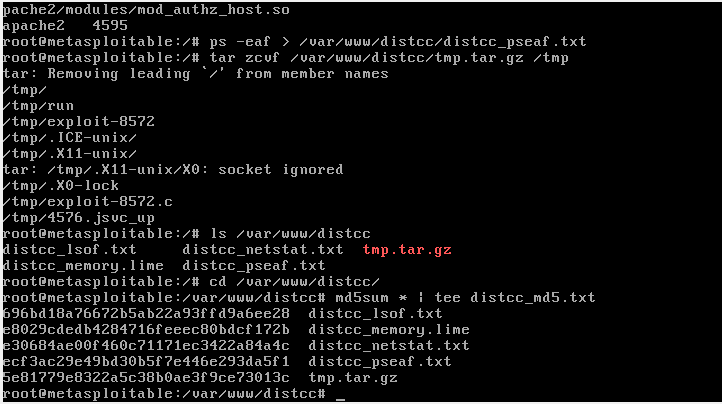 pache2/modules/mod_authz_host.so
apache2   4595
root@metasploitable:/# ps -eaf > /var/www/distcc/distcc_pseaf.txt
root@metasploitable:/# tar zcvf /var/www/distcc/tmp.tar.gz /tmp
tar: Removing leading `/' from member names
/tmp/
/tmp/run
/tmp/exploit-8572
/tmp/.ICE-unix/
/tmp/.X11-unix/
tar: /tmp/.X11-unix/X0: socket ignored
/tmp/.X0-lock
/tmp/exploit-8572.c
/tmp/4576.jsvc_up
root@metasploitable:/# ls /var/www/distcc
distcc_lsof.txt     distcc_netstat.txt  tmp.tar.gz
distcc_memory.lime  distcc_pseaf.txt
root@metasploitable:/# cd /var/www/distcc/
root@metasploitable:/var/www/distcc# md5sum * | tee distcc_md5.txt
696bd18a76672b5ab22a93ffd9a6ee28  distcc_lsof.txt
e8029cdedb4284716feeec80bdcf172b  distcc_memory.lime
e30684ae00f460c71171ec3422a84a4c  distcc_netstat.txt
ecf3ac29e49bd30b5f7e446e293da5f1  distcc_pseaf.txt
5e81779e8322a5c38b0ae3f9ce73013c  tmp.tar.gz
root@metasploitable:/var/www/distcc# _